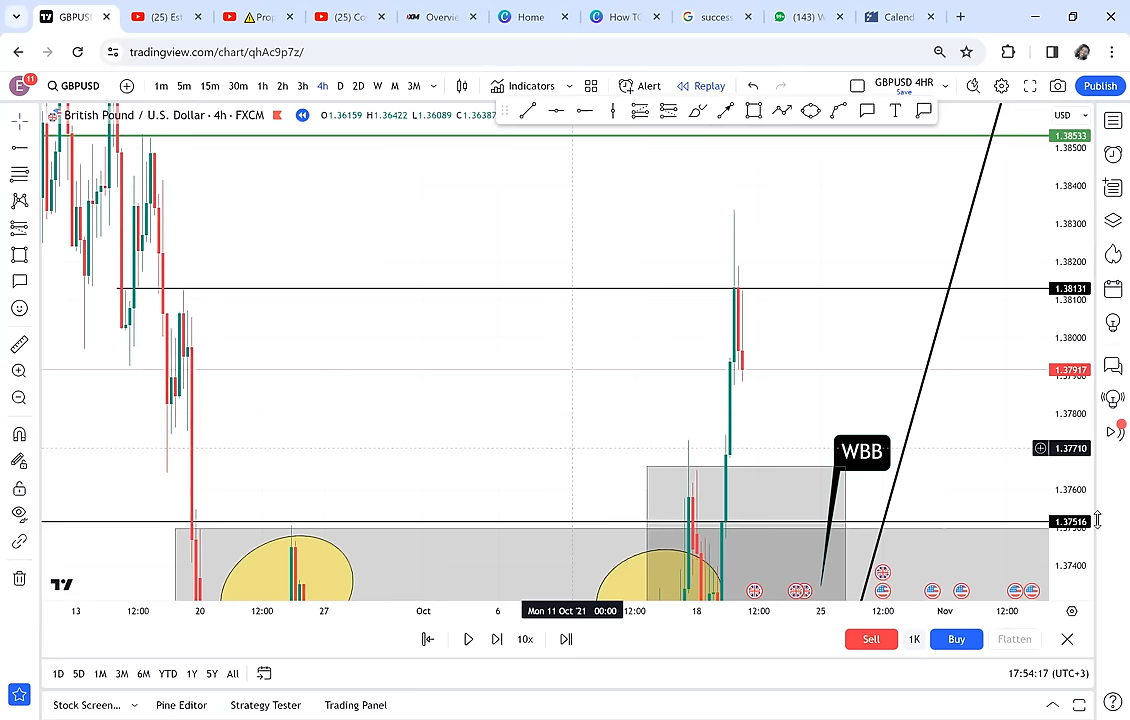 GBPUS
(25) Es
Pro
(25) C
XM Overvie
Home
How TC
success
(143) V
Calend
tradingview.com/chart/qhAc9p7z/
E 11
GBPUSD
1m 5m 15m 30m 1h 2h 3h 4h D 2D W M 3M
Indicators
Alert
Replay
GBPUSD 4HR
Save
Publish
British Pound / U.S. Dollar · 4h · FXCM
O1.36159 H1.36422 L1.36089 C1.36387
USD
1.38533
1.38500
1.38400
1.38300
1.38200
1.38131
1.38100
1.38000
1.37917
1.37800
WBB
1.37710
1.37600
1.37516
1.37400
13 12:00 20 12:00 27 Oct 6 Mon 11 Oct '21 00:00 12:00 18 12:00 25 12:00 Nov 12:00
10x
Sell 1K Buy Flatten
1D 5D 1M 3M 6M YTD 1Y 5Y All
17:54:17 (UTC+3)
Stock Screen... Pine Editor Strategy Tester Trading Panel